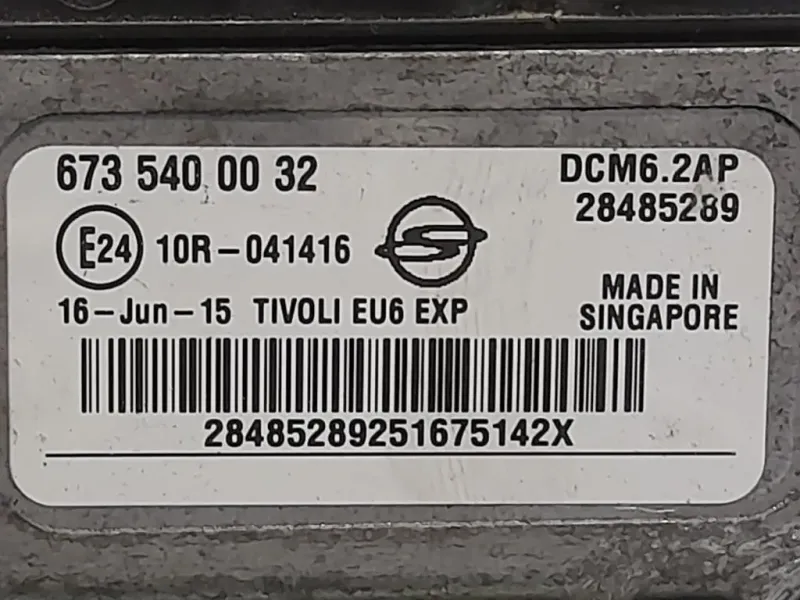 673 540 00 32
DCM6.2AP
28485289
E24 10R-041416
16-Jun-15 TIVOLI EU6 EXP
MADE IN
SINGAPORE
28485289251675142X